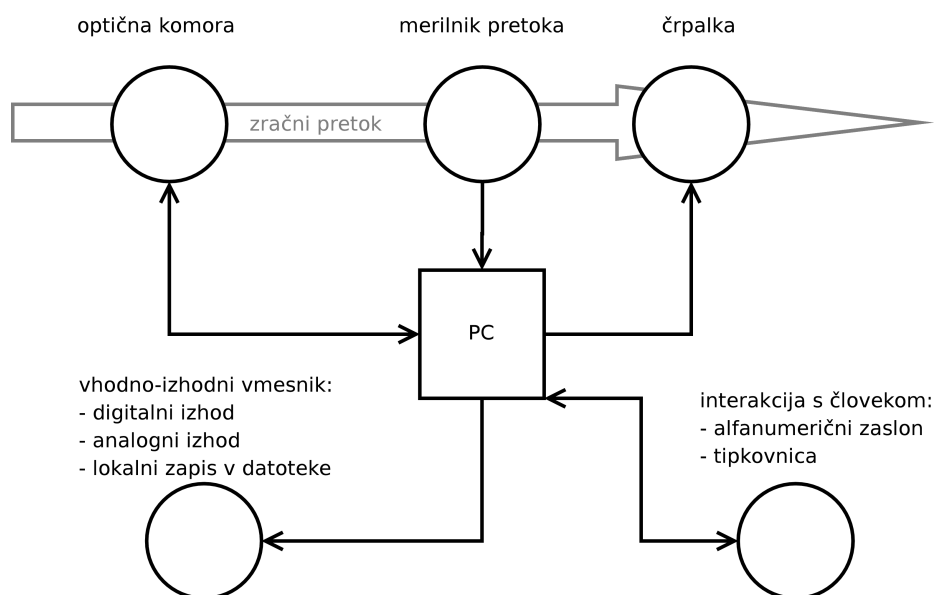 optična komora
merilnik pretoka
črpalka
zračni pretok
PC
vhodno-izhodni vmesnik:
- digitalni izhod
- analogni izhod
- lokalni zapis v datoteke
interakcija s človekom:
- alfanumerični zaslon
- tipkovnica